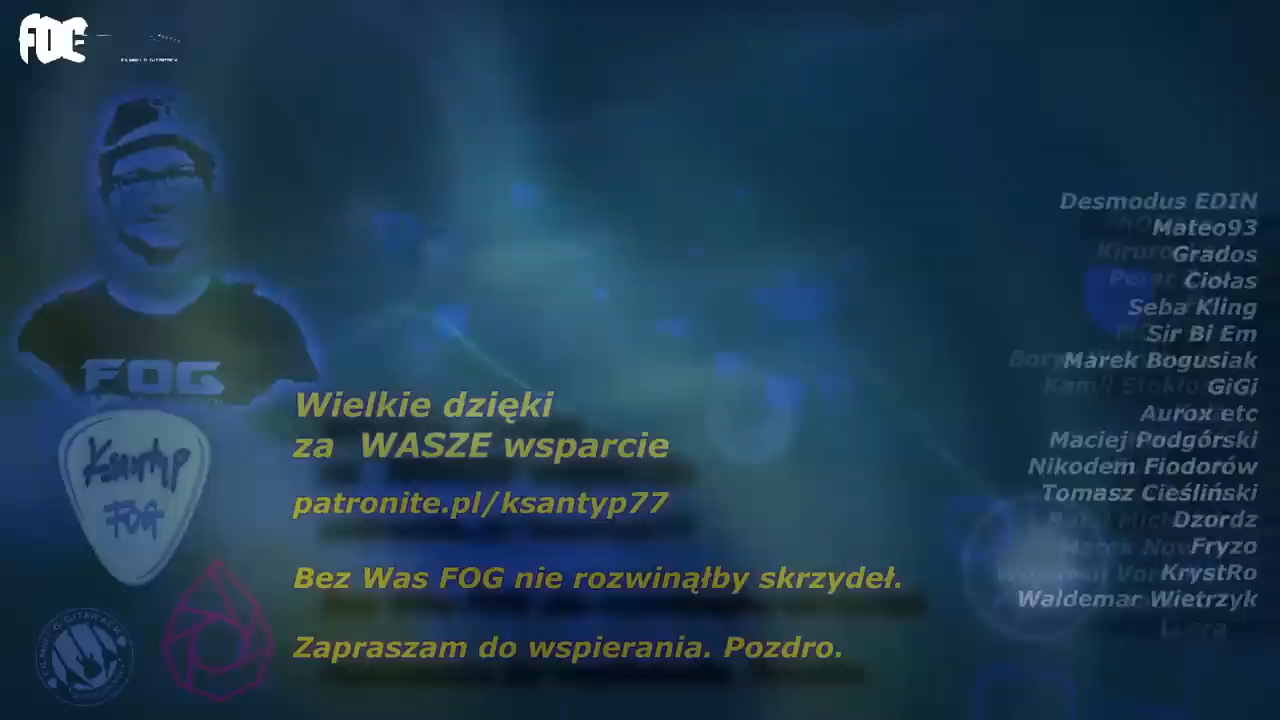 FOG
FOG
Ksantyp
FOG
Wielkie dzięki
za WASZE wsparcie
patronite.pl/ksantyp77
Bez Was FOG nie rozwinąłby skrzydeł.
Zapraszam do wspierania. Pozdro.
Desmodus EDIN
Mateo93
Grados
Ciołas
Seba Kling
Sir Bi Em
Marek Bogusiak
GiGi
Aurox etc
Maciej Podgórski
Nikodem Fiodorów
Tomasz Cieśliński
Dzordz
Fryzo
KrystRo
Waldemar Wietrzyk